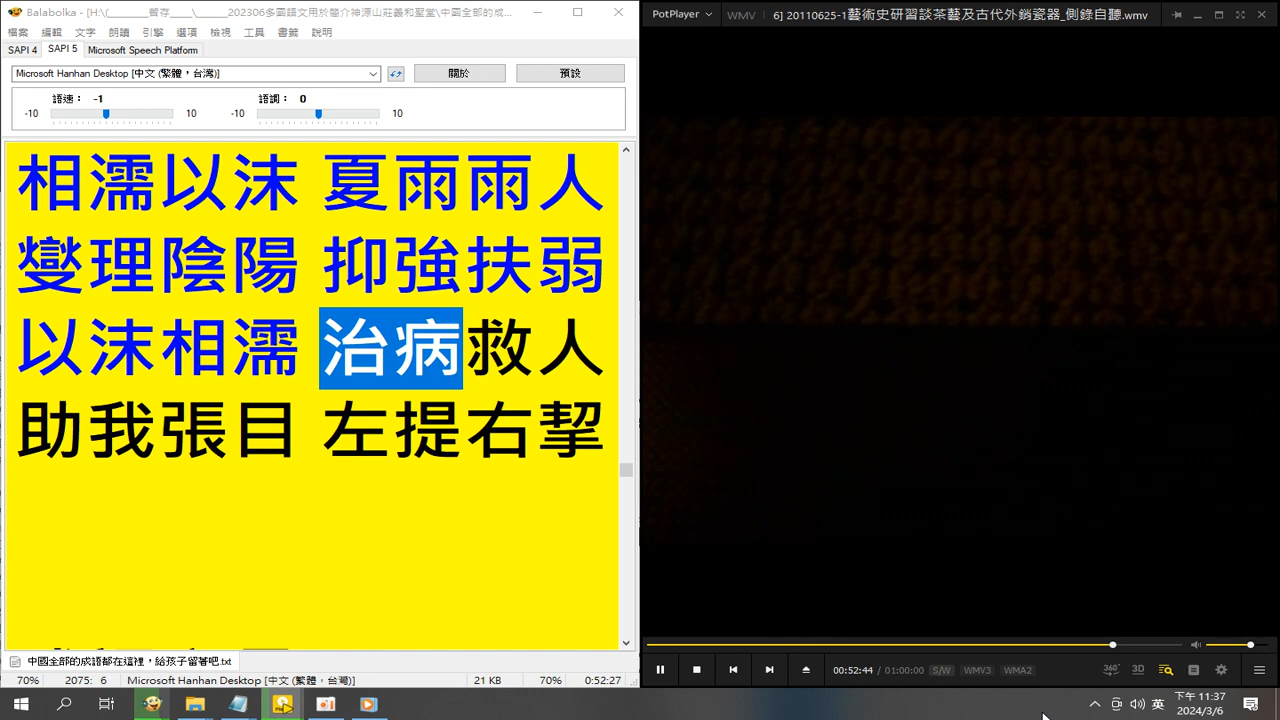 Balabolka - [H:\(______暫存____\______202306多國語文用於簡介神源山莊義和聖堂\中國全部的成...
檔案 編輯 文字 朗讀 引擎 選項 檢視 工具 書籤 說明
SAPI 4 SAPI 5 Microsoft Speech Platform
Microsoft Hanhan Desktop [中文 (繁體，台灣)]
關於 預設
語速： -1 語調： 0
-10 10 -10 10
相濡以沫 夏雨雨人
燮理陰陽 抑強扶弱
以沫相濡 治病救人
助我張目 左提右挈
中國全部的成語都在這裡，給孩子留著吧.txt
70% 2075: 6 Microsoft Hanhan Desktop [中文 (繁體，台灣)] 21 KB 70% 0:52:27
PotPlayer WMV 6] 20110625-1藝術史研習談茶藝及古代外銷瓷器_側錄自聽.wmv
00:52:44 / 01:00:00 S/W WMV3 WMA2 360° 3D
英 下午 11:37
2024/3/6